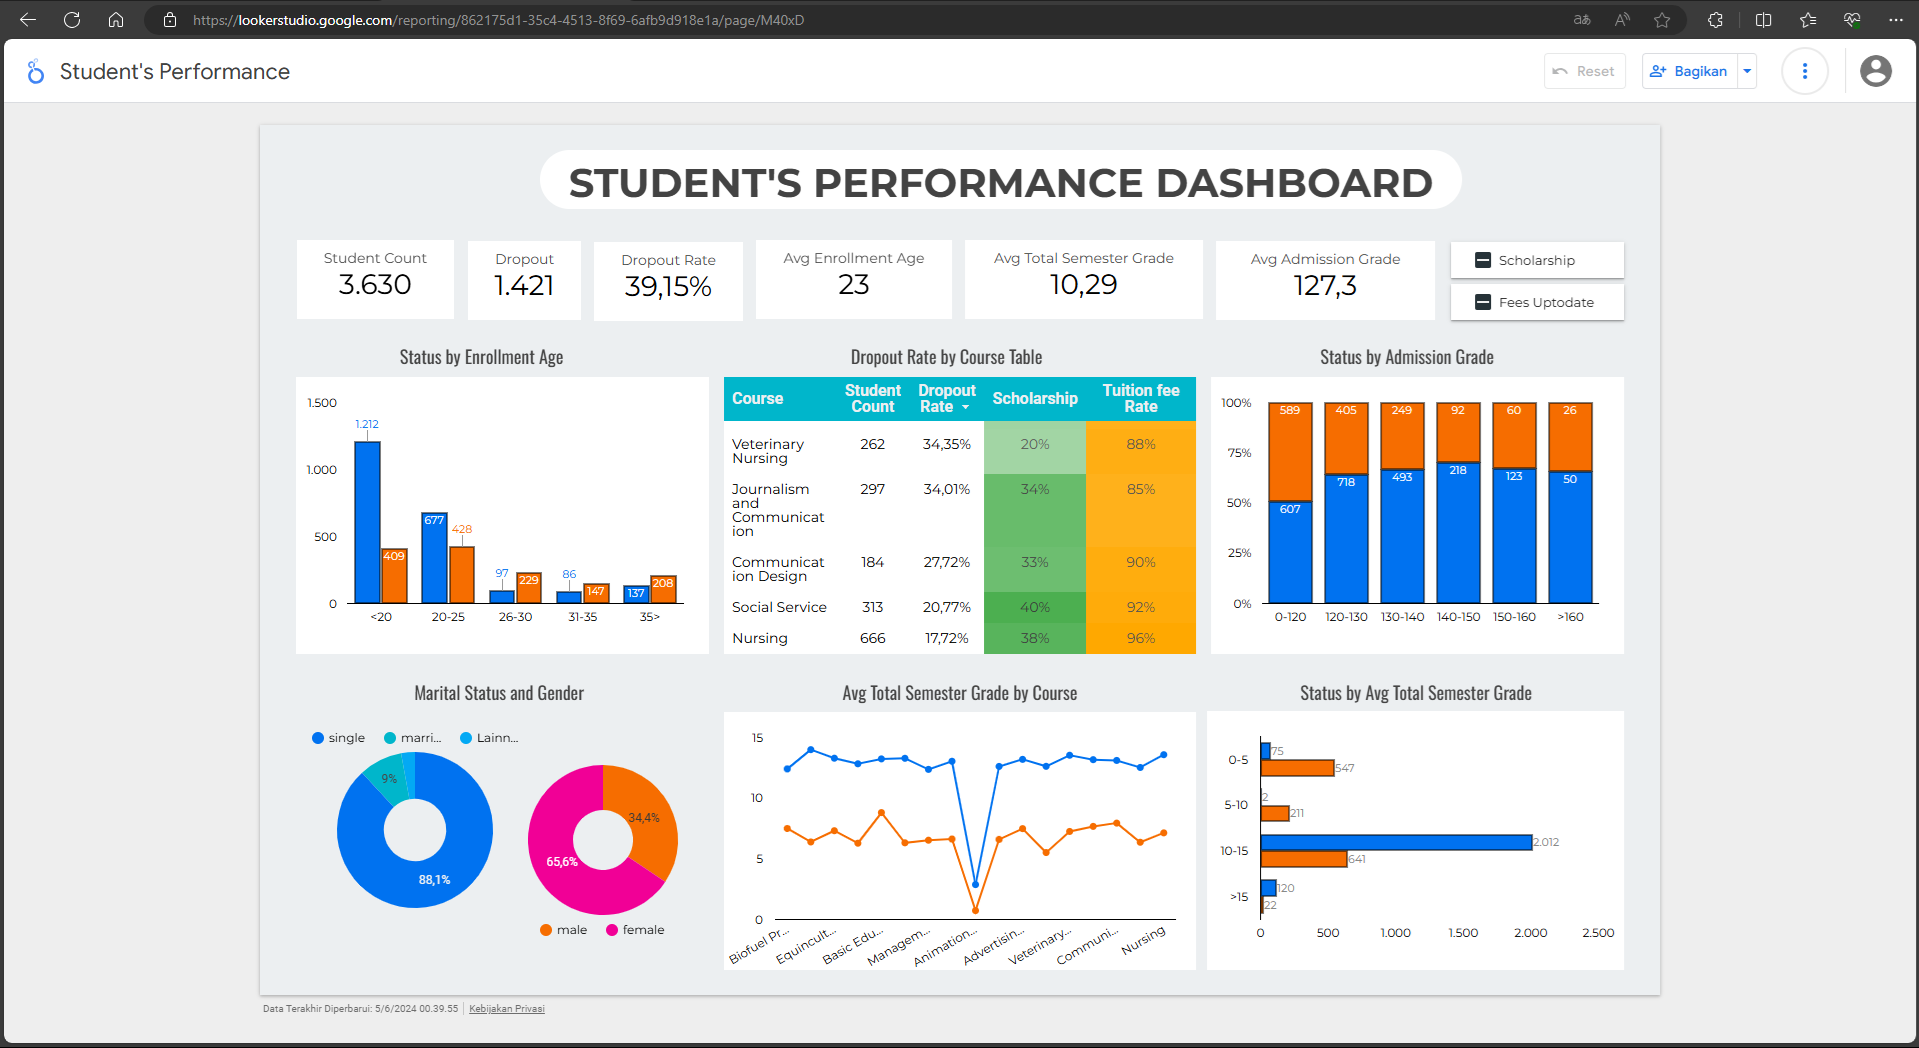 https://lookerstudio.google.com/reporting/862175d1-35c4-4513-8f69-6afb9d918e1a/page/M40xD
Student's Performance
Reset
Bagikan
STUDENT'S PERFORMANCE DASHBOARD
Student Count
3.630
Dropout
1.421
Dropout Rate
39,15%
Avg Enrollment Age
23
Avg Total Semester Grade
10,29
Avg Admission Grade
127,3
Scholarship
Fees Uptodate
Status by Enrollment Age
1.500
1.000
500
0
1.212
409
677
428
97
229
86
147
137
208
<20 20-25 26-30 31-35 35>
Dropout Rate by Course Table
Course Student Count Dropout Rate Scholarship Tuition fee Rate
Veterinary
Nursing
262 34,35% 20% 88%
Journalism
and
Communicat
ion
297 34,01% 34% 85%
Communicat
ion Design
184 27,72% 33% 90%
Social Service 313 20,77% 40% 92%
Nursing 666 17,72% 38% 96%
Status by Admission Grade
100%
75%
50%
25%
0%
589 405 249 92 60 26
607 718 493 218 123 50
0-120 120-130 130-140 140-150 150-160 >160
Marital Status and Gender
single marri... Lainn...
9%
88,1%
34,4%
65,6%
male female
Avg Total Semester Grade by Course
15
10
5
0
Biofuel Pr...
Equincult...
Basic Edu...
Managem...
Animation...
Advertisin...
Veterinary...
Communi...
Nursing
Status by Avg Total Semester Grade
0-5
75
547
5-10
2
211
10-15
2.012
641
>15
120
22
0 500 1.000 1.500 2.000 2.500
Data Terakhir Diperbarui: 5/6/2024 00.39.55
Kebijakan Privasi